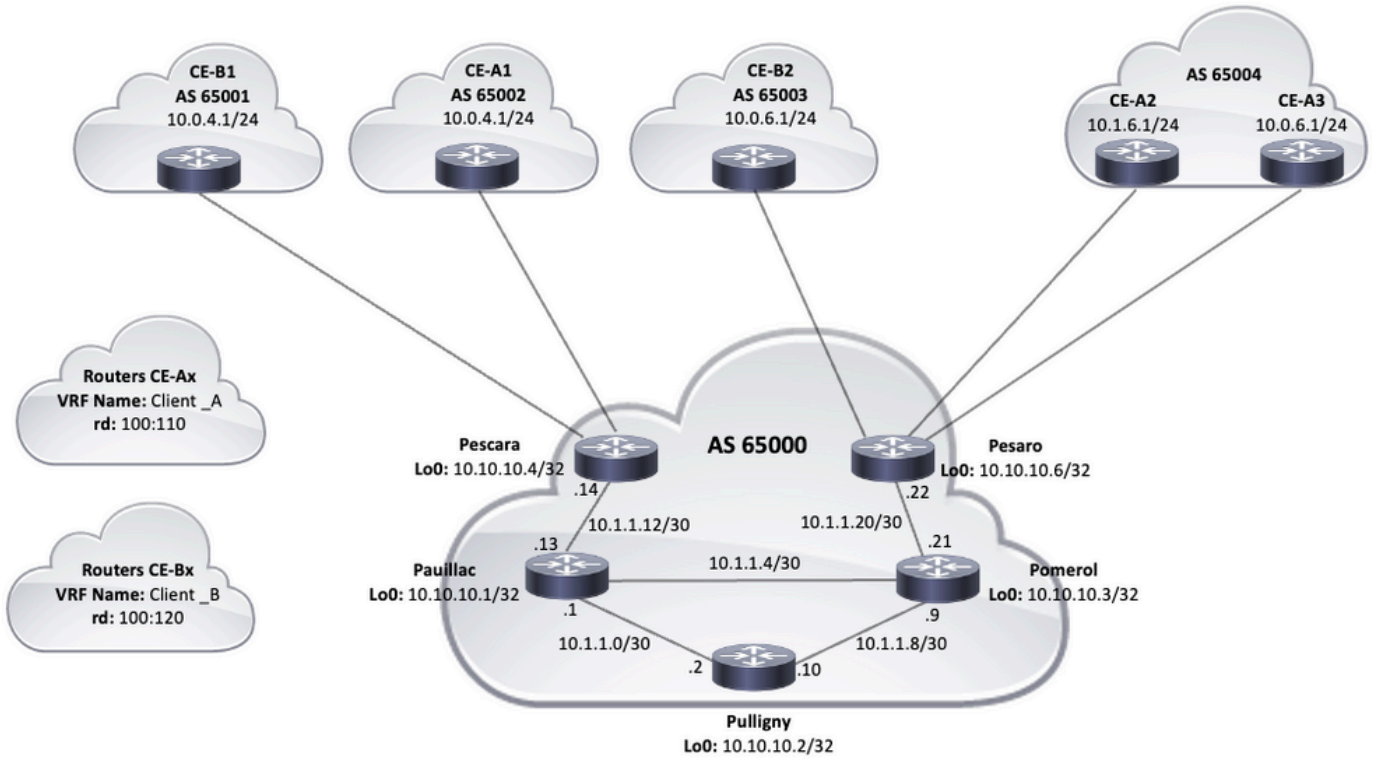 CE-B1
AS 65001
10.0.4.1/24
CE-A1
AS 65002
10.0.4.1/24
CE-B2
AS 65003
10.0.6.1/24
AS 65004
CE-A2
10.1.6.1/24
CE-A3
10.0.6.1/24
Routers CE-Ax
VRF Name: Client _A
rd: 100:110
Routers CE-Bx
VRF Name: Client _B
rd: 100:120
AS 65000
Pescara
Lo0: 10.10.10.4/32
.14
Pesaro
Lo0: 10.10.10.6/32
.22
10.1.1.12/30
10.1.1.20/30
.13
.21
10.1.1.4/30
Pauillac
Lo0: 10.10.10.1/32
.1
Pomerol
Lo0: 10.10.10.3/32
.9
10.1.1.0/30
10.1.1.8/30
.2
.10
Pulligny
Lo0: 10.10.10.2/32